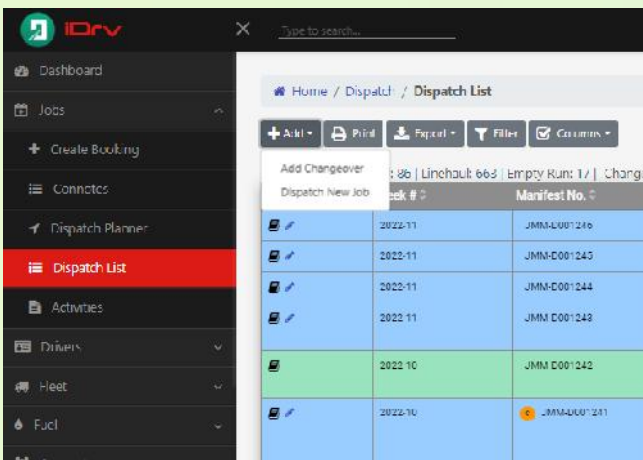 iDrv
Type to search...
Dashboard
Home / Dispatch / Dispatch List
Jobs
Add Print Export Filter Columns
Create Booking
Add Changeover
: 86 | Linehaul: 663 | Empty Run: 17 | Chang
Connotes
Dispatch New Job
eek # Manifest No.
Dispatch Planner
2022-11 JMM-D001246
Dispatch List
2022-11 JMM-D001245
2022-11 JMM-D001244
Activities
2022-11 JMM-D001243
Drivers
2022-10 JMM-D001242
Fleet
2022-10 c JMM-D001241
Fuel